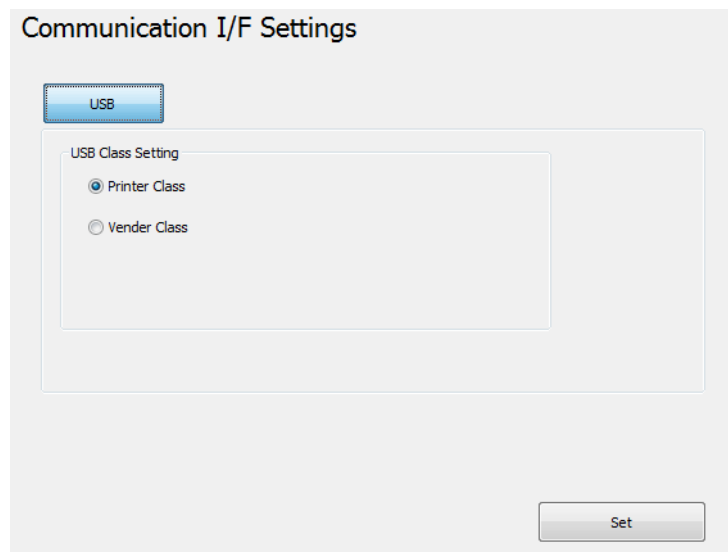 Communication I/F Settings
USB
USB Class Setting
Printer Class
Vender Class
Set